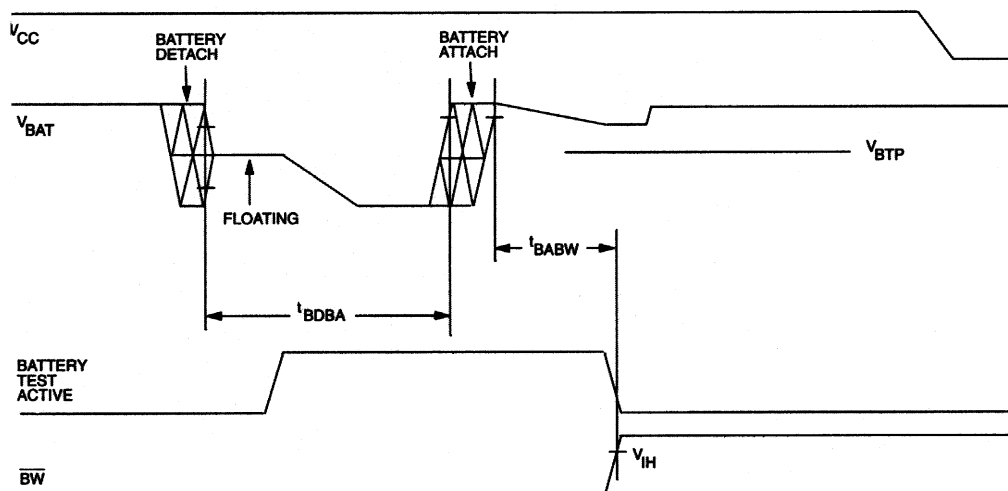 VCC
BATTERY
DETACH
BATTERY
ATTACH
VBAT
VBTP
FLOATING
tBABW
tBDBA
BATTERY
TEST
ACTIVE
VIH
BW